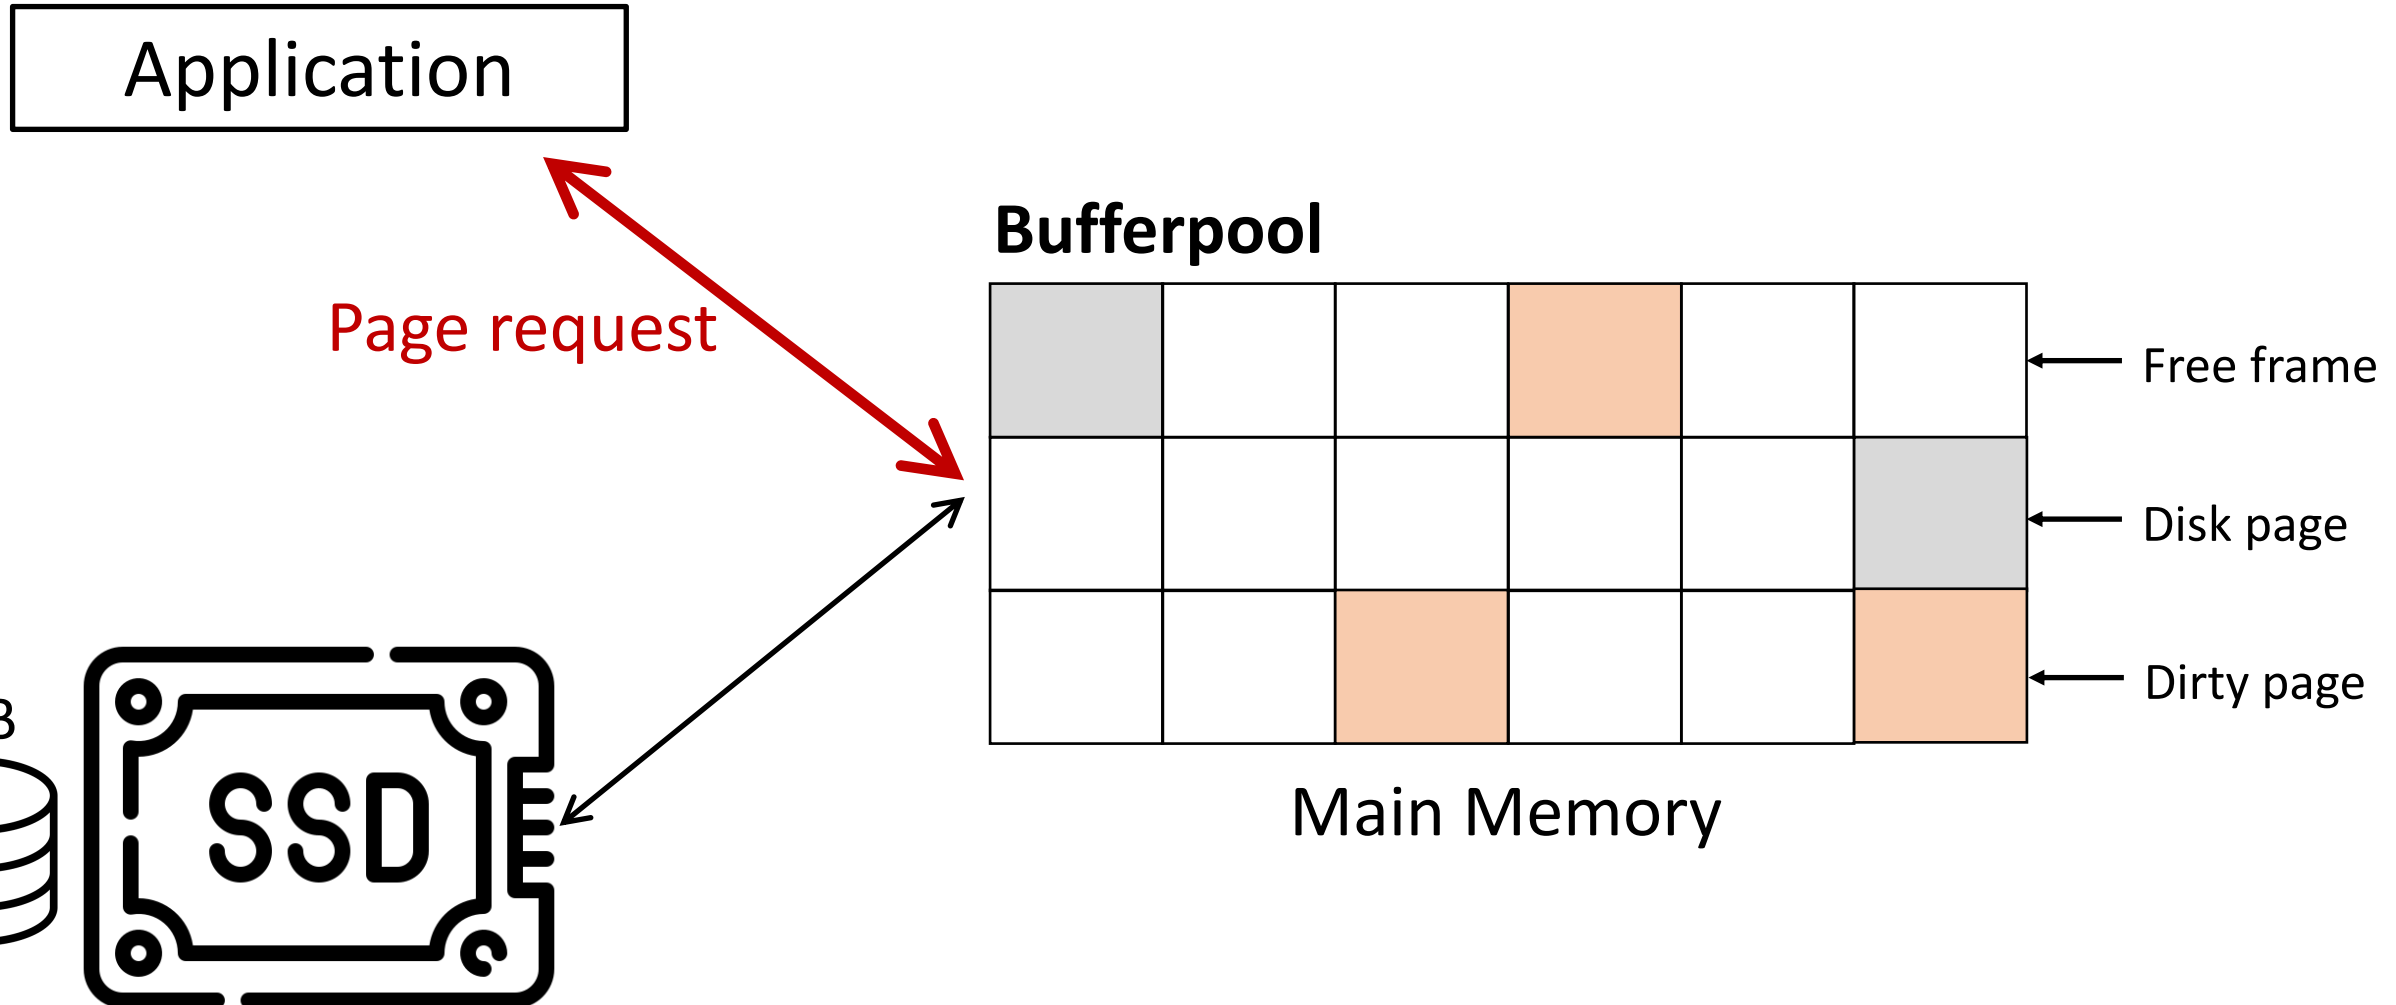 Application
Bufferpool
Page request
Free frame
Disk page
Dirty page
SSD
Main Memory